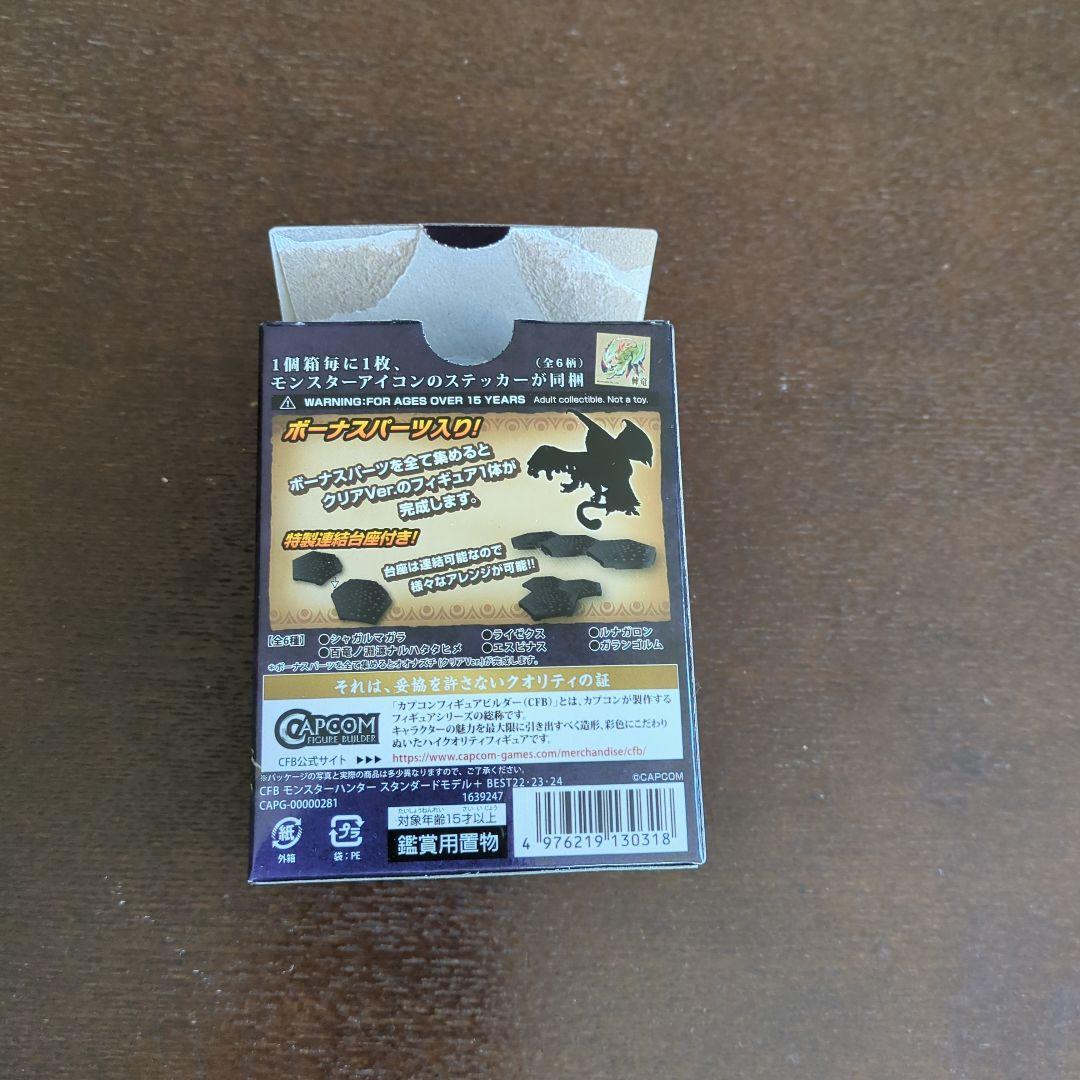 1個箱毎に1枚、
（全6柄）
モンスターアイコンのステッカーが同梱
WARNING:FOR AGES OVER 15 YEARS Adult collectible. Not a toy.
ボーナスパーツ入り!
ボーナスパーツを全て集めると
クリアVer.のフィギュア1体が
完成します。
特製連結台座付き!
台座は連結可能なので
様々なアレンジが可能!!
【全6種】 ●シャガルマガラ ●ライゼクス ●ルナガロン
●百竜ノ淵源ナルハタタヒメ ●エスピナス ●ガランゴルム
※ボーナスパーツを全て集めるとオオナズチ(クリアVer.)が完成します。
それは、妥協を許さないクオリティの証
CAPCOM
FIGURE BUILDER
「カプコンフィギュアビルダー(CFB)」とは、カプコンが製作する
フィギュアシリーズの総称です。
キャラクターの魅力を最大限に引き出すべく造形、彩色にこだわり
ぬいたハイクオリティフィギュアです。
CFB公式サイト ▶▶▶ https://www.capcom-games.com/merchandise/cfb/
※パッケージの写真と実際の商品は多少異なりますので、ご了承ください。
©CAPCOM
CFB モンスターハンター スタンダードモデル＋ BEST22・23・24
CAPG-00000281 1639247
紙
外箱
プラ
袋：PE
たいしょうねんれい さい いじょう
対象年齢15才以上
鑑賞用置物
4 976219 130318